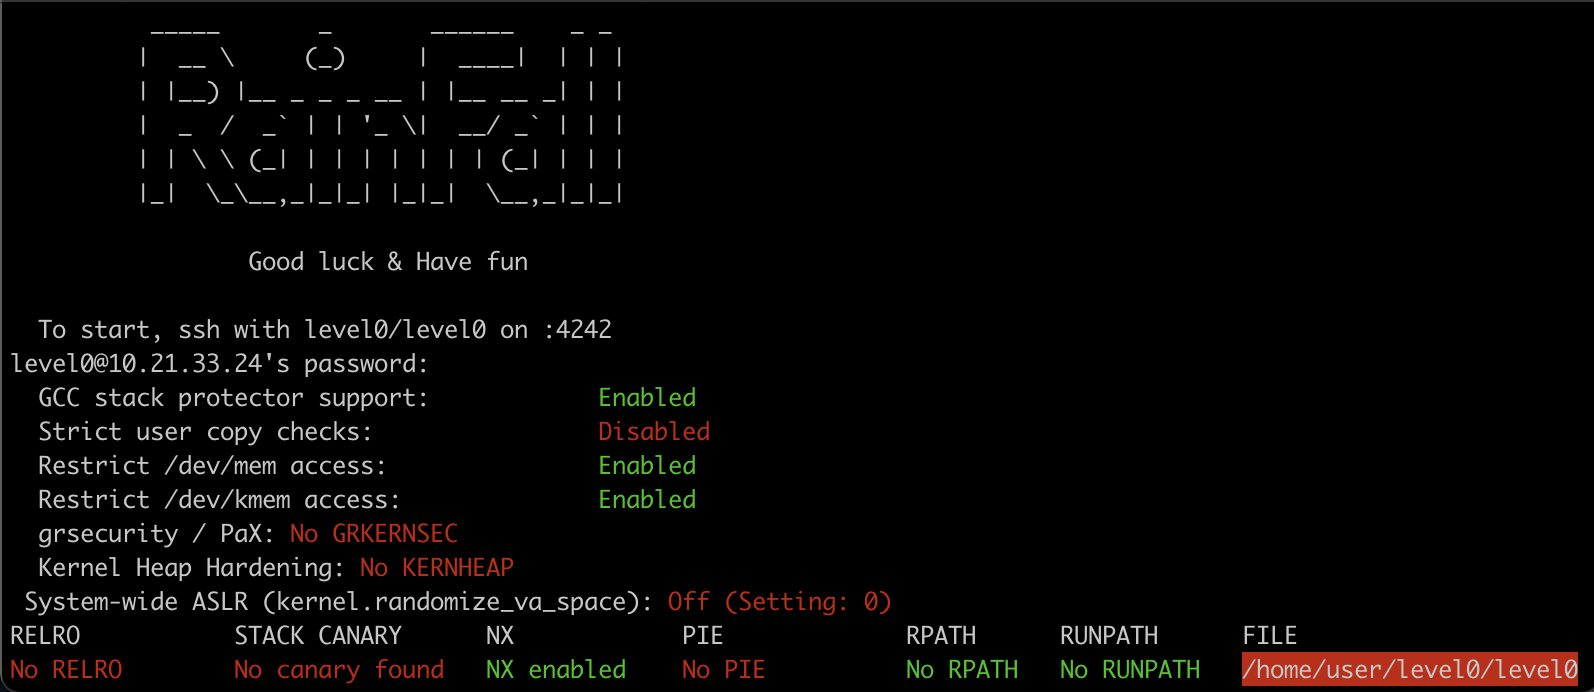 _____       _       ______    _ _
 |  __ \     (_)     |  ____|  | | |
 | |__) |__ _ _ _ __ | |__ __ _| | |
 |  _  /  _` | | '_ \|  __/ _` | | |
 | | \ \ (_| | | | | | | | (_| | | |
 |_|  \_\__,_|_|_| |_|_|  \__,_|_|_|
Good luck & Have fun
To start, ssh with level0/level0 on :4242
level0@10.21.33.24's password:
GCC stack protector support: Enabled
Strict user copy checks: Disabled
Restrict /dev/mem access: Enabled
Restrict /dev/kmem access: Enabled
grsecurity / PaX: No GRKERNSEC
Kernel Heap Hardening: No KERNHEAP
System-wide ASLR (kernel.randomize_va_space): Off (Setting: 0)
RELRO STACK CANARY NX PIE RPATH RUNPATH FILE
No RELRO No canary found NX enabled No PIE No RPATH No RUNPATH /home/user/level0/level0